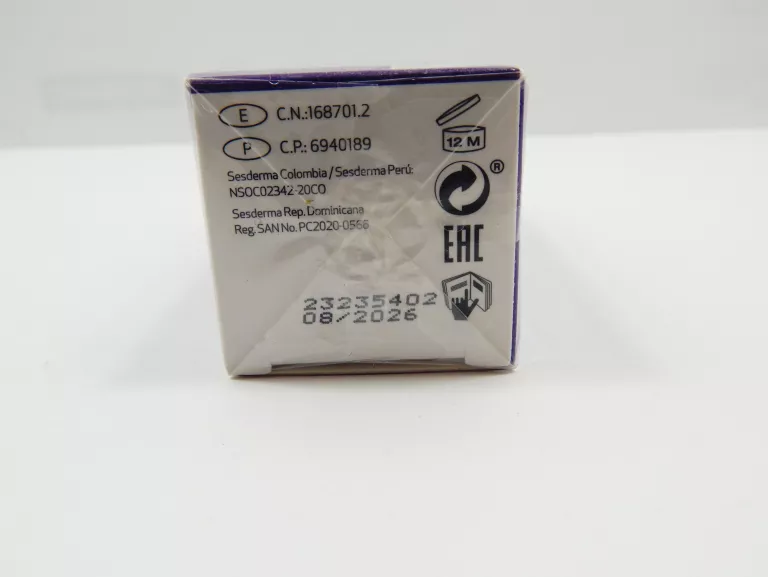 E C.N.:168701.2
P C.P.: 6940189
Sesderma Colombia / Sesderma Perú:
NSOC02342-20CO
Sesderma Rep. Dominicana
Reg. SAN No. PC2020-0566
12 M
®
EAC
23235402
08/2026